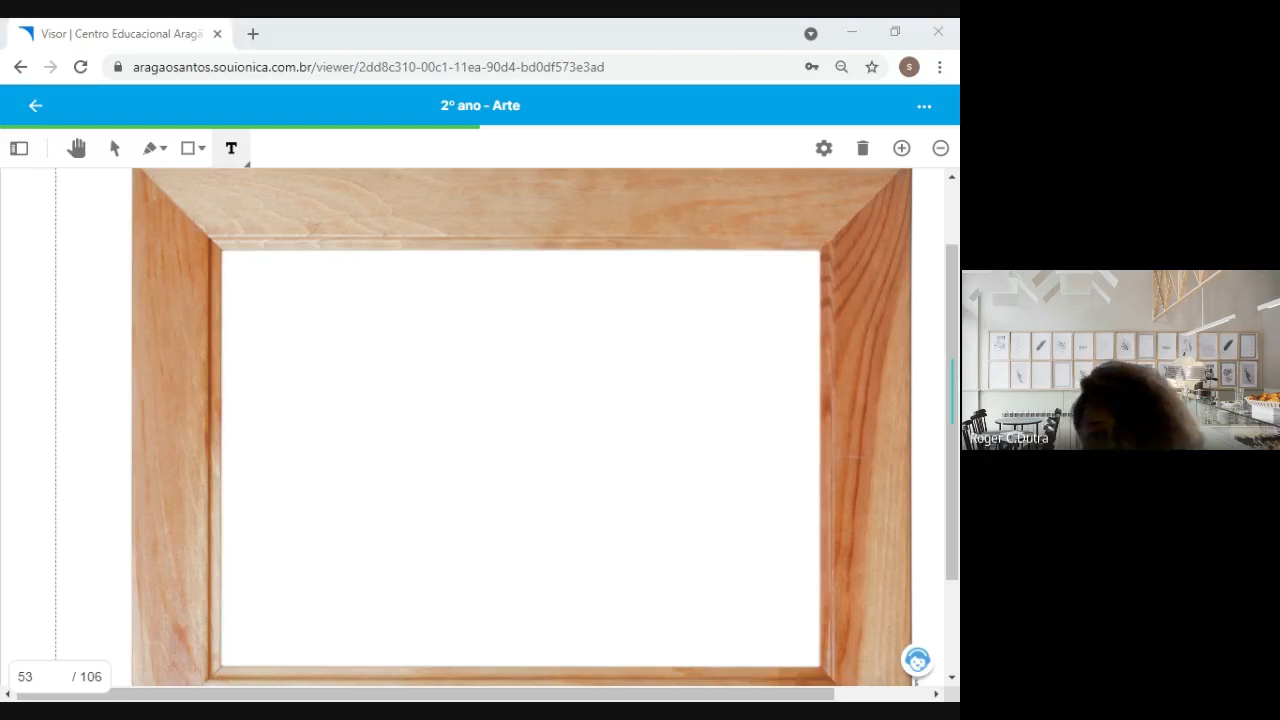 Visor | Centro Educacional Aragã
aragaosantos.souionica.com.br/viewer/2dd8c310-00c1-11ea-90d4-bd0df573e3ad
S
2º ano - Arte
T
53 / 106
Roger C.Dutra